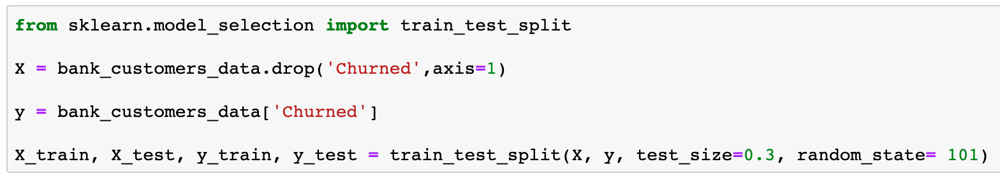 from sklearn.model_selection import train_test_split
X = bank_customers_data.drop('Churned',axis=1)
y = bank_customers_data['Churned']
X_train, X_test, y_train, y_test = train_test_split(X, y, test_size=0.3, random_state= 101)